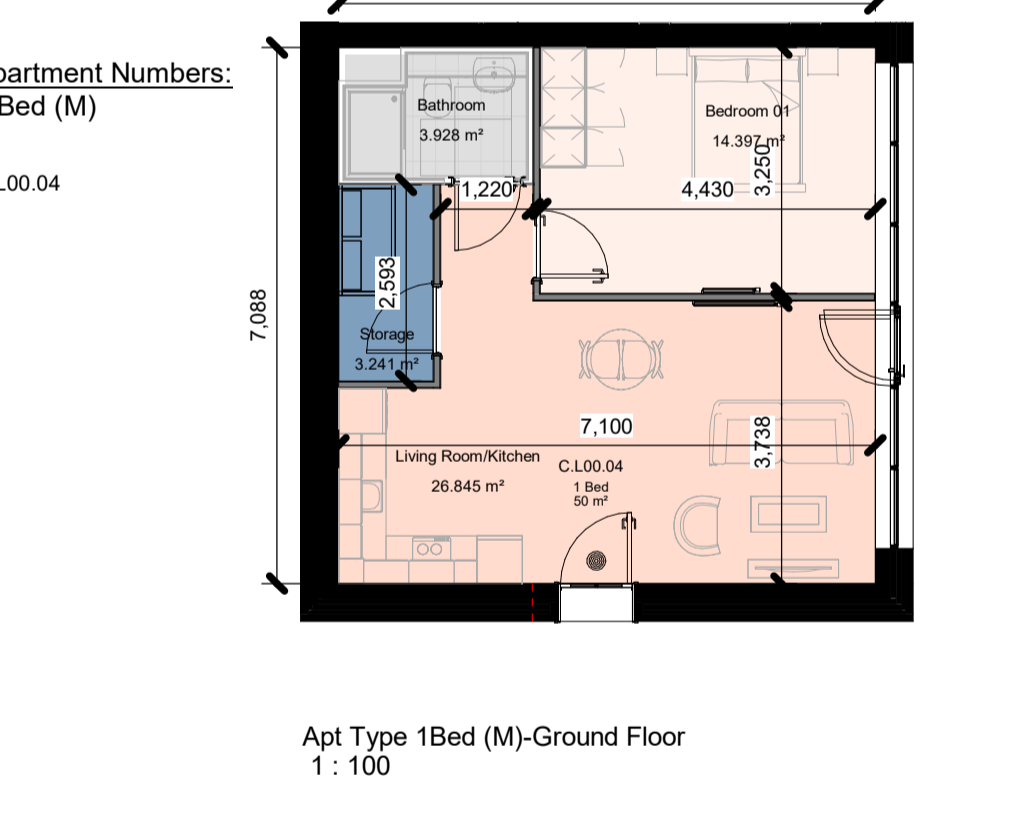 partment Numbers:
Bed (M)
L00.04
Bathroom
3.928 m²
Bedroom 01
14.397 m²
3,250
1,220
4,430
2,593
7,088
Storage
3.241 m²
7,100
3,738
Living Room/Kitchen
26.845 m²
C.L00.04
1 Bed
50 m²
Apt Type 1Bed (M)-Ground Floor
1 : 100